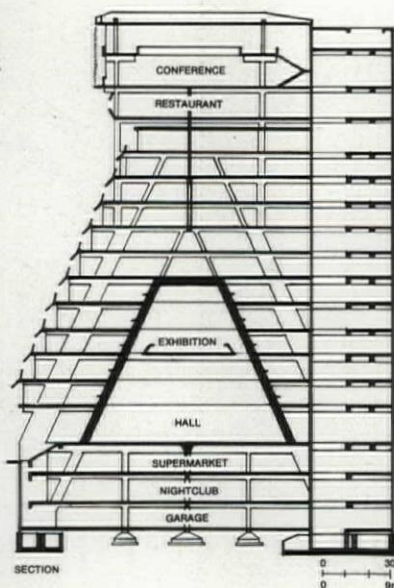 CONFERENCE
RESTAURANT
EXHIBITION
HALL
SUPERMARKET
NIGHTCLUB
GARAGE
SECTION
0 30
0